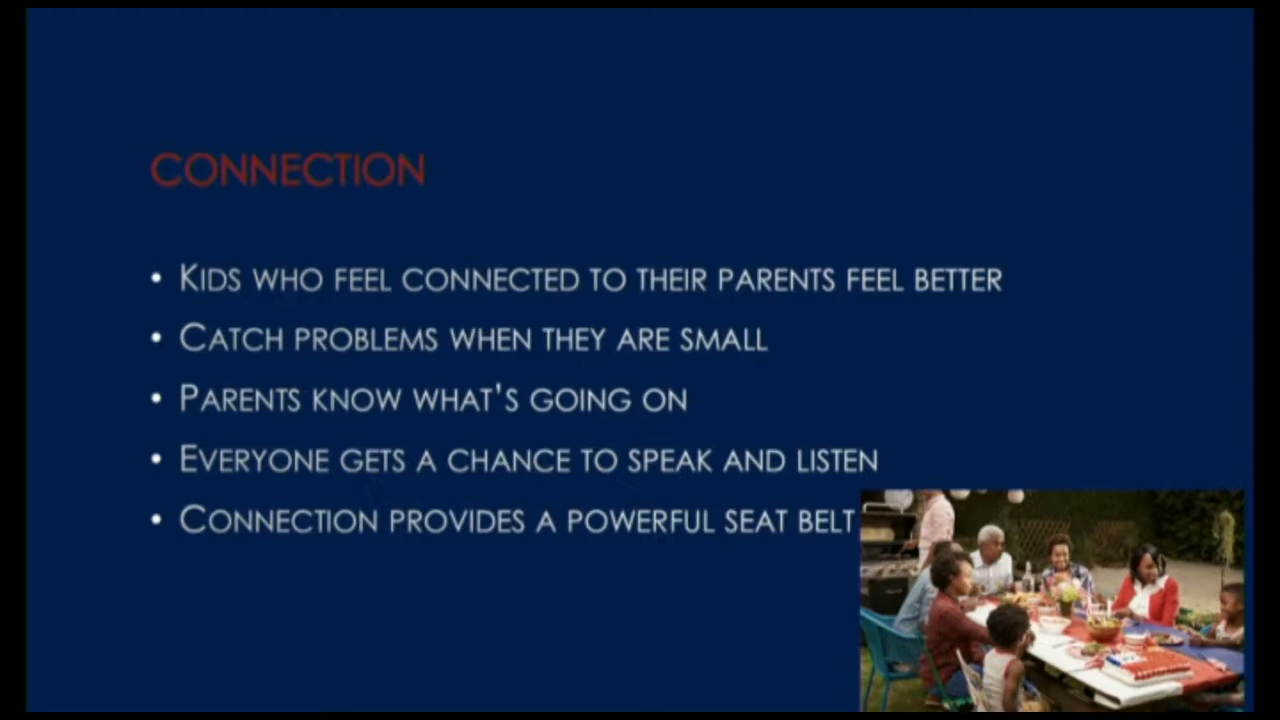 CONNECTION
• KIDS WHO FEEL CONNECTED TO THEIR PARENTS FEEL BETTER
• CATCH PROBLEMS WHEN THEY ARE SMALL
• PARENTS KNOW WHAT'S GOING ON
• EVERYONE GETS A CHANCE TO SPEAK AND LISTEN
• CONNECTION PROVIDES A POWERFUL SEAT BELT